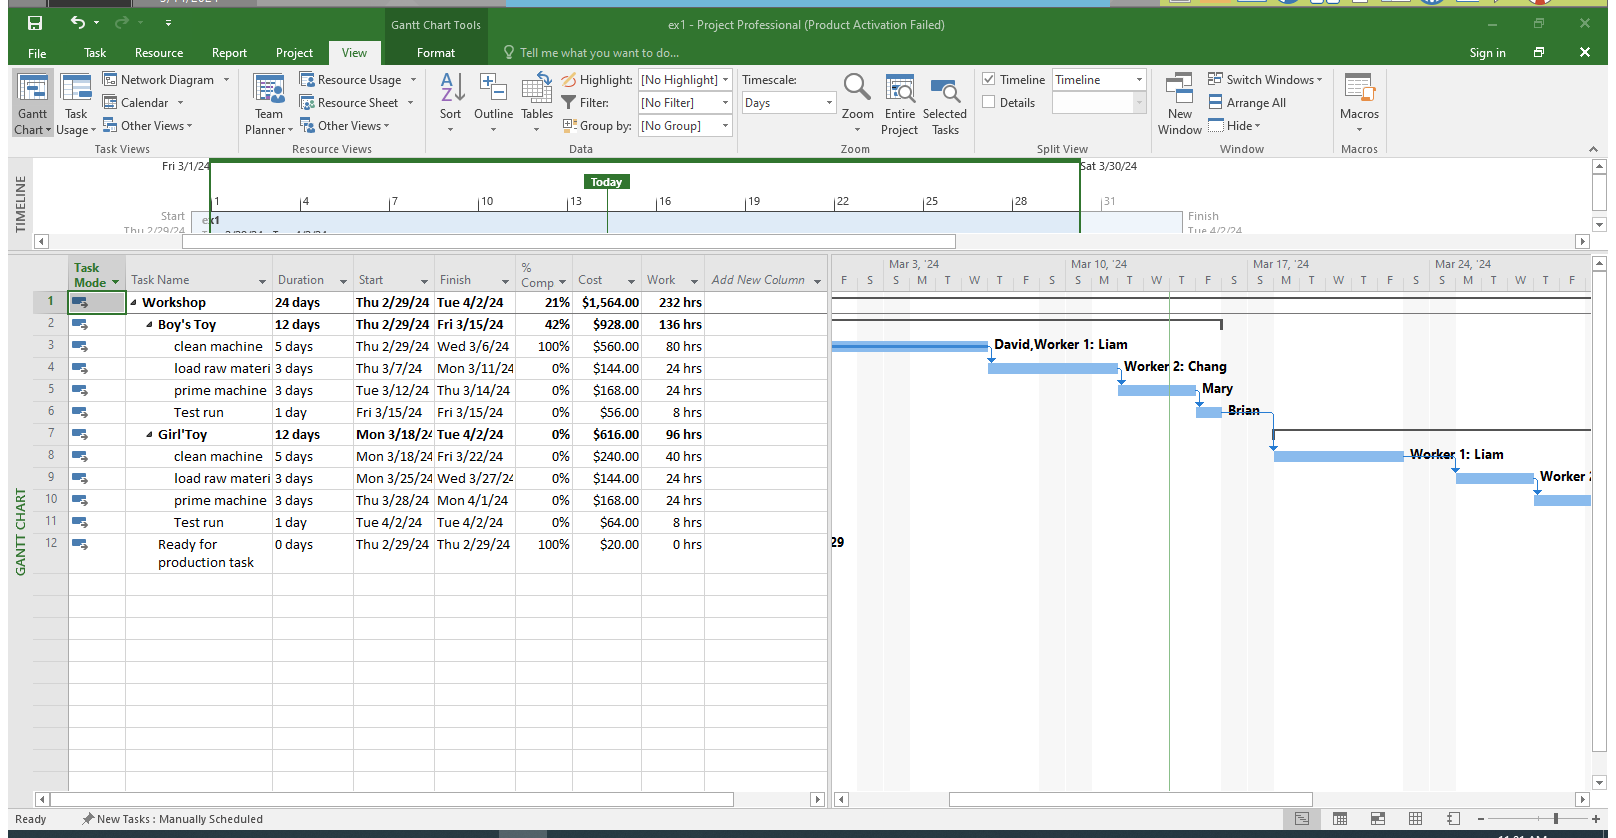 Gantt Chart Tools
ex1 - Project Professional (Product Activation Failed)
File Task Resource Report Project View Format Tell me what you want to do... Sign in
Gantt Chart
Task Usage
Network Diagram
Calendar
Other Views
Task Views
Team Planner
Resource Usage
Resource Sheet
Other Views
Resource Views
Sort
Outline
Tables
Highlight: [No Highlight]
Filter: [No Filter]
Group by: [No Group]
Data
Timescale:
Days
Zoom
Entire Project
Selected Tasks
Zoom
Timeline Timeline
Details
Split View
New Window
Switch Windows
Arrange All
Hide
Window
Macros
Macros
TIMELINE
Fri 3/1/24 Sat 3/30/24
Today
1 4 7 10 13 16 19 22 25 28 31
Start ex1 Finish
Thu 2/29/24 Tue 4/2/24
GANTT CHART
Task Mode Task Name Duration Start Finish % Comp Cost Work Add New Column
1 Workshop 24 days Thu 2/29/24 Tue 4/2/24 21% $1,564.00 232 hrs
2 Boy's Toy 12 days Thu 2/29/24 Fri 3/15/24 42% $928.00 136 hrs
3 clean machine 5 days Thu 2/29/24 Wed 3/6/24 100% $560.00 80 hrs
4 load raw materi 3 days Thu 3/7/24 Mon 3/11/24 0% $144.00 24 hrs
5 prime machine 3 days Tue 3/12/24 Thu 3/14/24 0% $168.00 24 hrs
6 Test run 1 day Fri 3/15/24 Fri 3/15/24 0% $56.00 8 hrs
7 Girl'Toy 12 days Mon 3/18/24 Tue 4/2/24 0% $616.00 96 hrs
8 clean machine 5 days Mon 3/18/24 Fri 3/22/24 0% $240.00 40 hrs
9 load raw materi 3 days Mon 3/25/24 Wed 3/27/24 0% $144.00 24 hrs
10 prime machine 3 days Thu 3/28/24 Mon 4/1/24 0% $168.00 24 hrs
11 Test run 1 day Tue 4/2/24 Tue 4/2/24 0% $64.00 8 hrs
12 Ready for production task 0 days Thu 2/29/24 Thu 2/29/24 100% $20.00 0 hrs
Mar 3, '24 Mar 10, '24 Mar 17, '24 Mar 24, '24
F S S M T W T F S S M T W T F S S M T W T F S S M T W T F
David,Worker 1: Liam
Worker 2: Chang
Mary
Brian
Worker 1: Liam
Worker
29
Ready New Tasks : Manually Scheduled